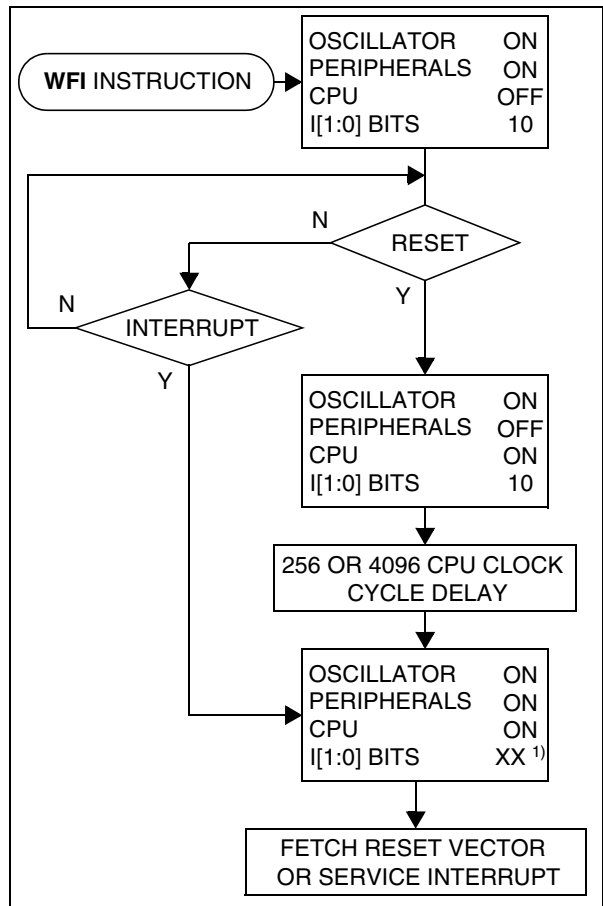 WFI INSTRUCTION
OSCILLATOR ON
PERIPHERALS ON
CPU OFF
I[1:0] BITS 10
N
RESET
Y
N
INTERRUPT
Y
OSCILLATOR ON
PERIPHERALS OFF
CPU ON
I[1:0] BITS 10
256 OR 4096 CPU CLOCK
CYCLE DELAY
OSCILLATOR ON
PERIPHERALS ON
CPU ON
I[1:0] BITS XX 1)
FETCH RESET VECTOR
OR SERVICE INTERRUPT